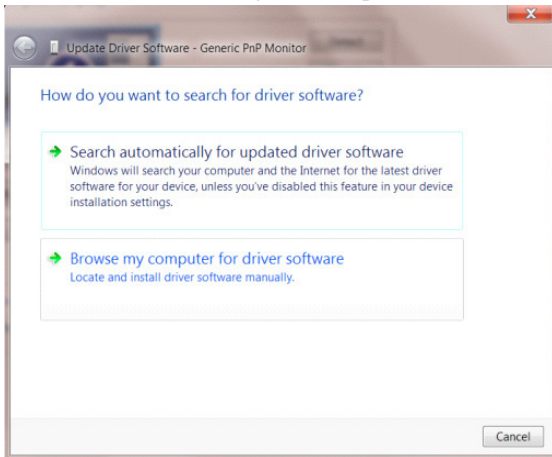 Update Driver Software - Generic PnP Monitor
How do you want to search for driver software?
Search automatically for updated driver software
Windows will search your computer and the Internet for the latest driver
software for your device, unless you've disabled this feature in your device
installation settings.
Browse my computer for driver software
Locate and install driver software manually.
Cancel